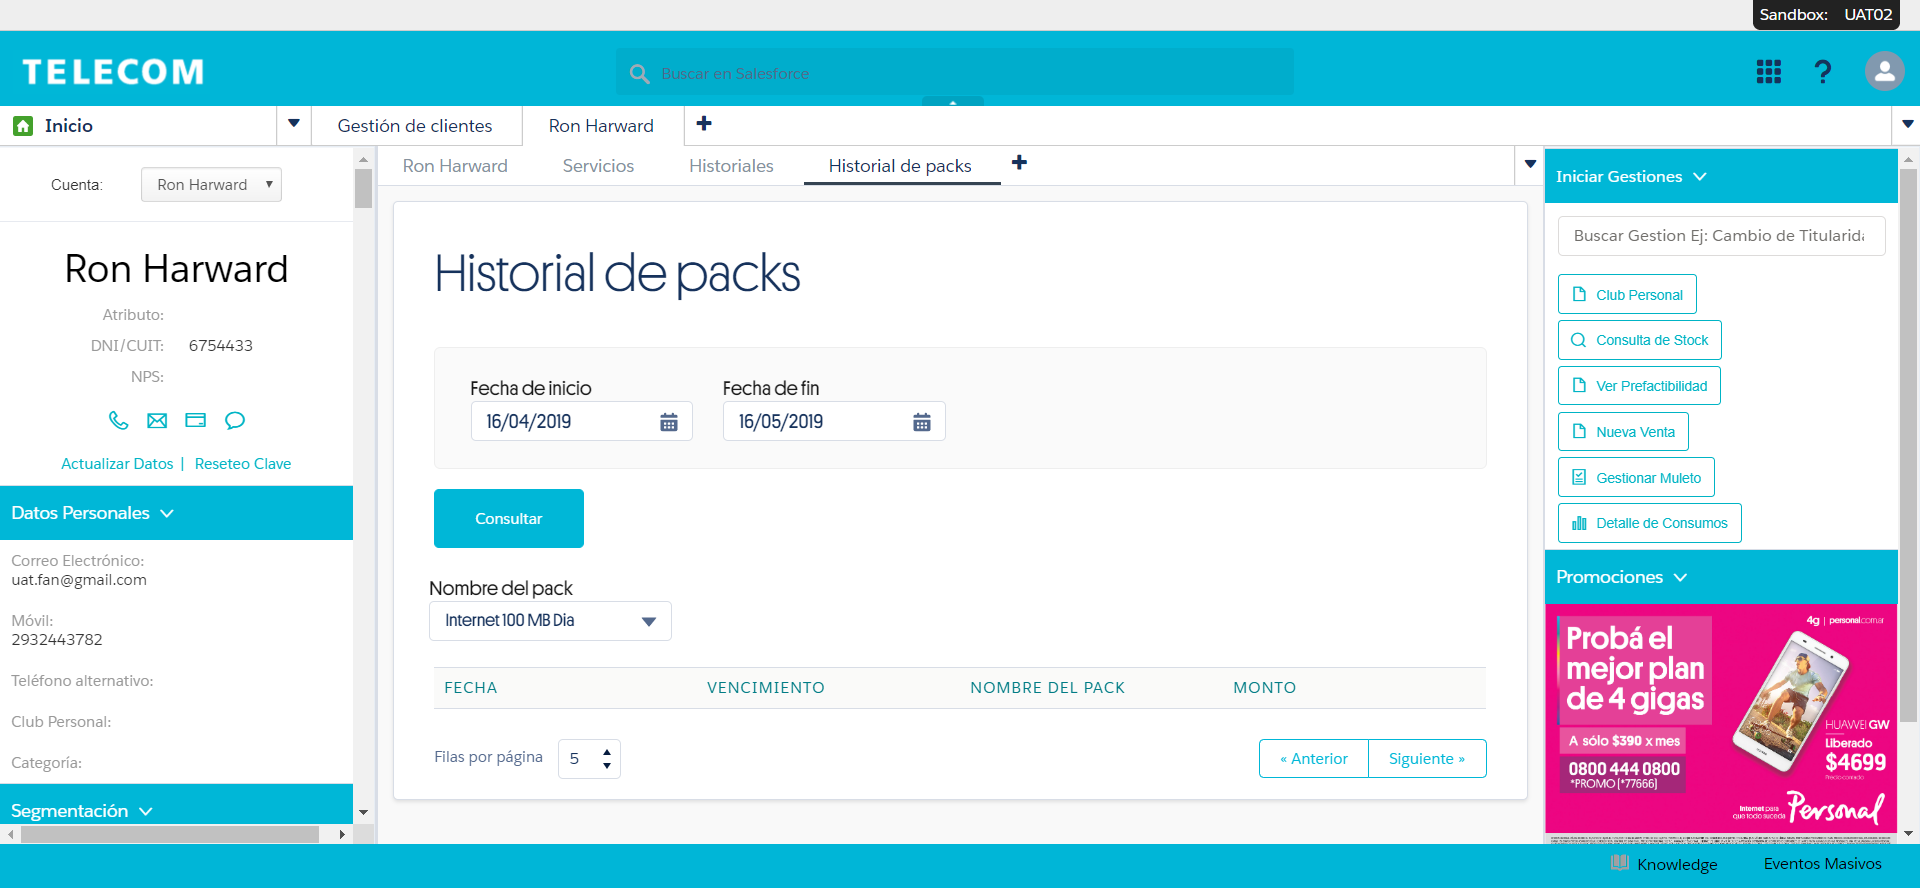 Sandbox: UAT02
TELECOM
Buscar en Salesforce
Inicio
Gestión de clientes
Ron Harward
Ron Harward
Servicios
Historiales
Historial de packs
Cuenta:
Ron Harward
Ron Harward
Atribruto:
DNI/CUIT: 6754433
NPS:
Actualizar Datos | Reseteo Clave
Datos Personales
Correo Electrónico:
uat.fan@gmail.com
Móvil:
2932443782
Teléfono alternativo:
Club Personal:
Categoría:
Segmentación
Historial de packs
Fecha de inicio
16/04/2019
Fecha de fin
16/05/2019
Consultar
Nombre del pack
Internet 100 MB Dia
FECHA VENCIMIENTO NOMBRE DEL PACK MONTO
Filas por página 5
« Anterior Siguiente »
Iniciar Gestiones
Buscar Gestion Ej: Cambio de Titularida
Club Personal
Consulta de Stock
Ver Prefactibilidad
Nueva Venta
Gestionar Muleto
Detalle de Consumos
Promociones
4g | personal.com.ar
Probá el
mejor plan
de 4 gigas
A sólo $390 x mes
0800 444 0800
*PROMO (*77666)
HUAWEI GW
Liberado
$4699
Precio contado
Internet para
que todo suceda
Personal
Knowledge
Eventos Masivos